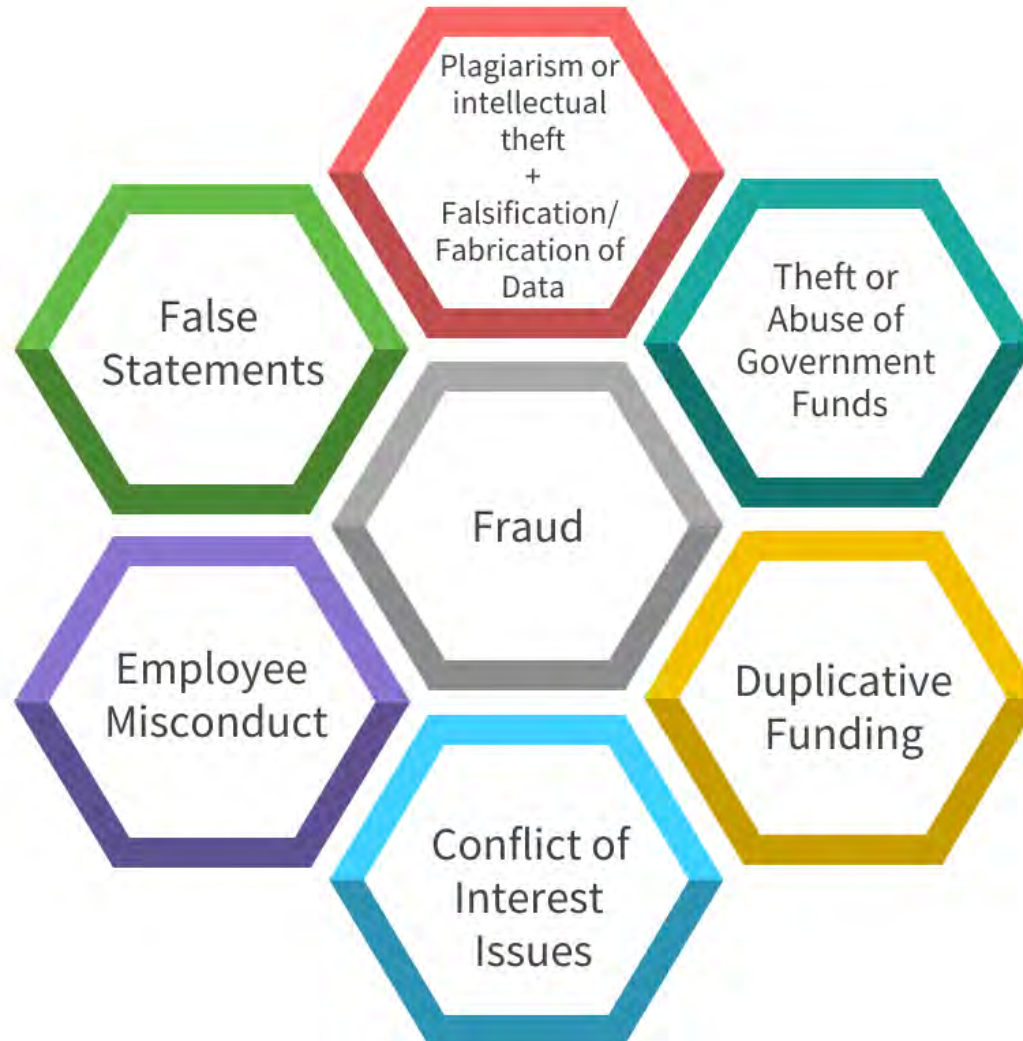 Plagiarism or
intellectual
theft
+
Falsification/
Fabrication of
Data
False
Statements
Theft or
Abuse of
Government
Funds
Fraud
Employee
Misconduct
Duplicative
Funding
Conflict of
Interest
Issues